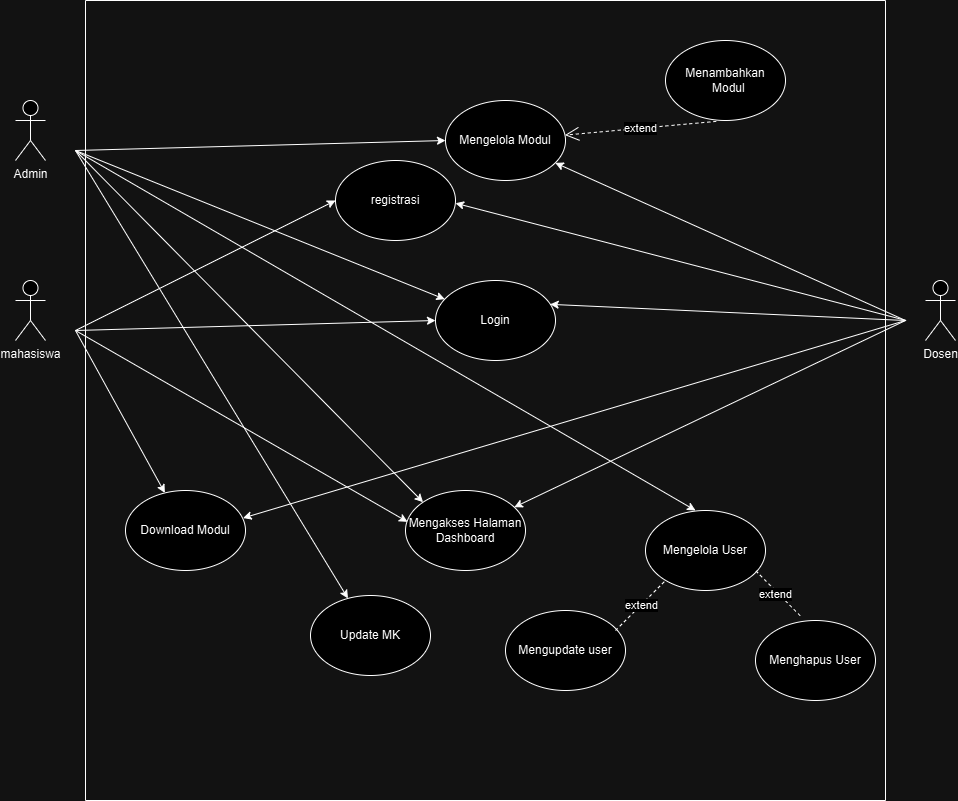 Menambahkan
Modul
extend
Mengelola Modul
Admin
registrasi
Login
mahasiswa
Dosen
Download Modul
Mengakses Halaman
Dashboard
Mengelola User
extend
extend
Update MK
Mengupdate user
Menghapus User